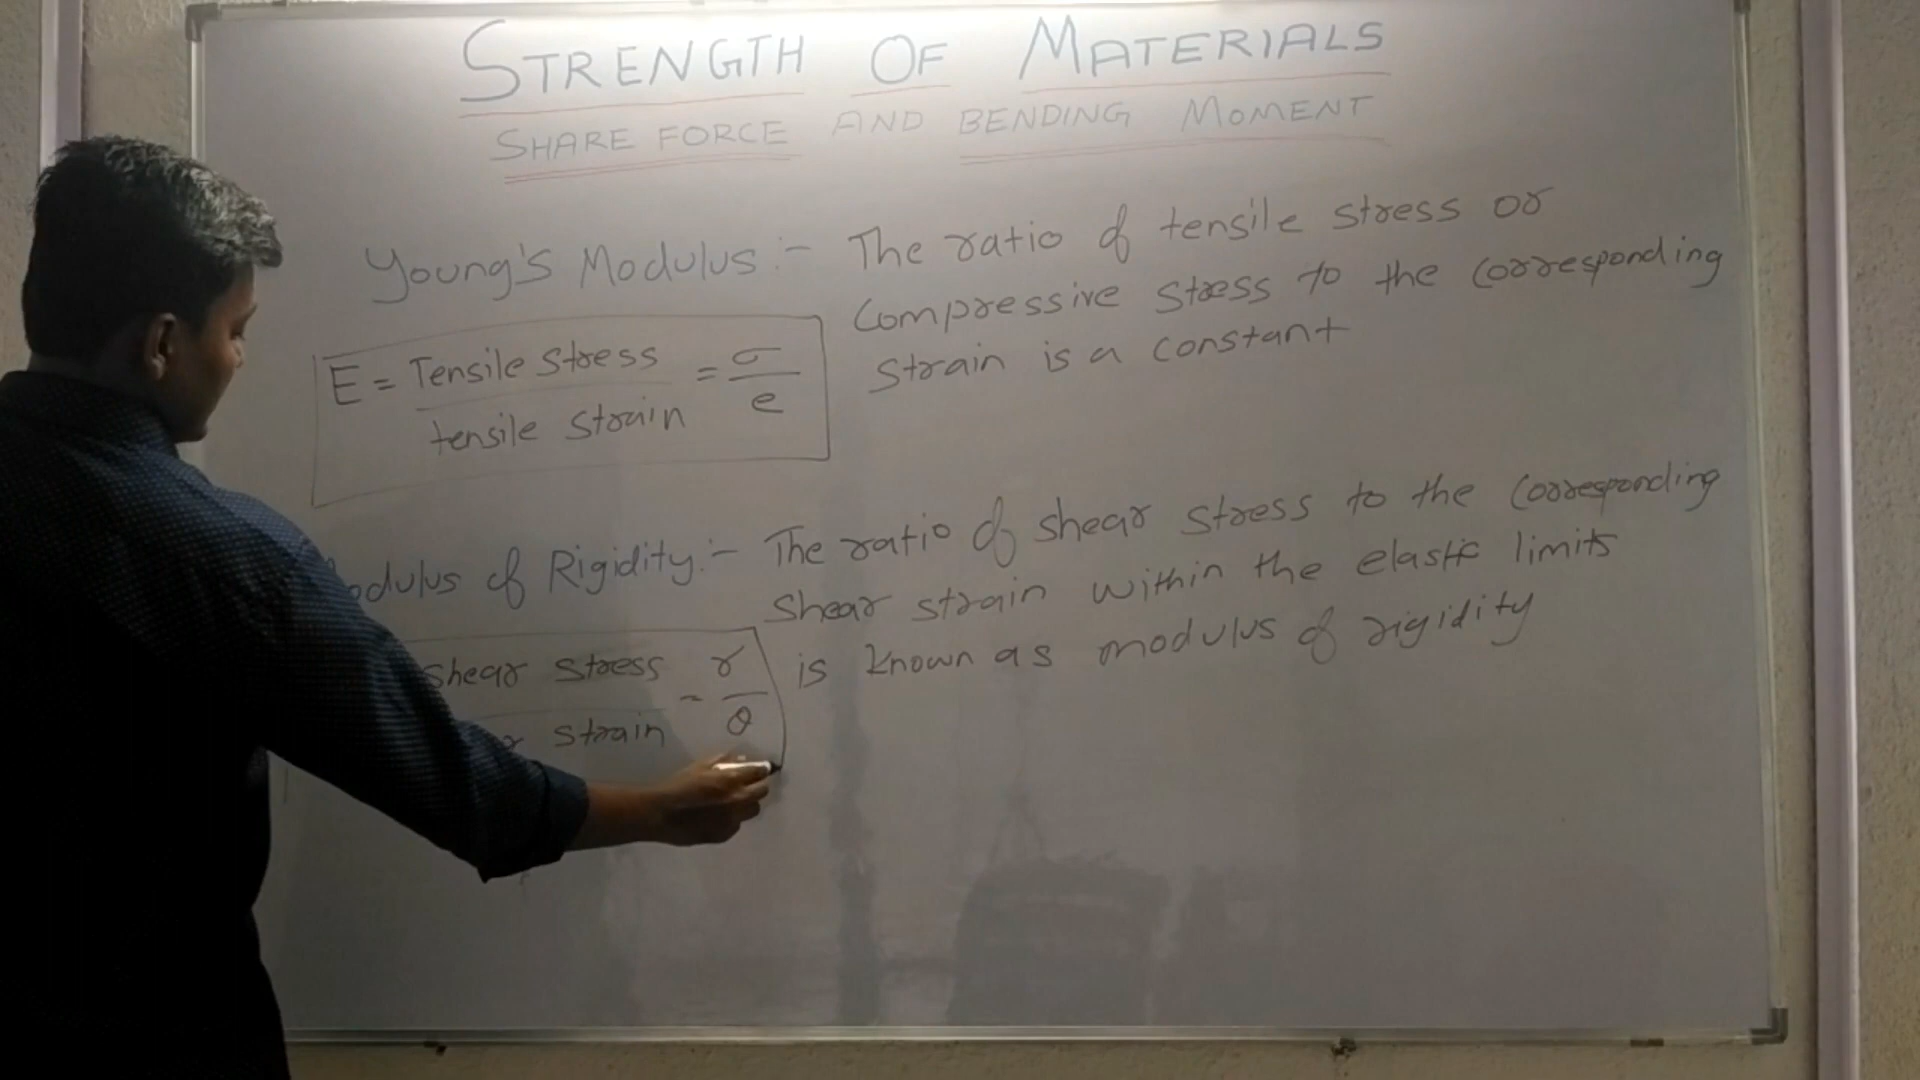 STRENGTH OF MATERIALS
SHARE FORCE AND BENDING MOMENT
Young's Modulus :- The ratio of tensile stress or
compressive stress to the corresponding
strain is a constant
E = Tensile stress / tensile strain = σ / e
odulus of Rigidity :- The ratio of shear stress to the corresponding
shear strain within the elastic limits
is known as modulus of rigidity
shear stress / r strain = τ / θ